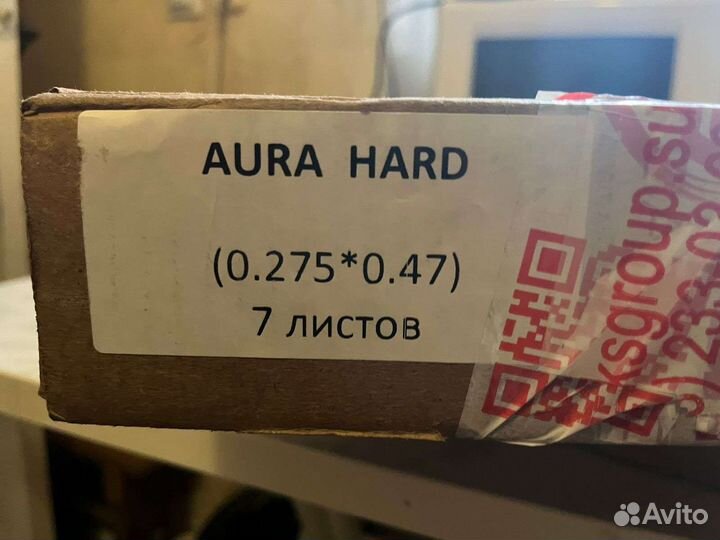 AURA HARD
(0.275*0.47)
7 листов
ksgroup.su
Avito